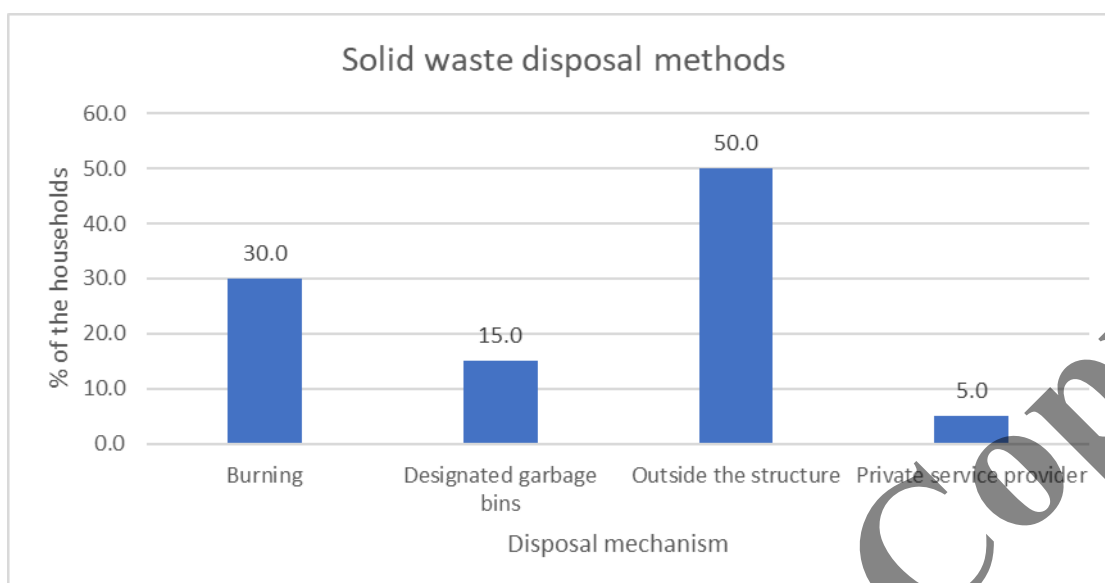 Solid waste disposal methods
% of the households
60.0
50.0
40.0
30.0
20.0
10.0
0.0
30.0
15.0
50.0
5.0
Burning
Designated garbage
bins
Outside the structure
Private service provider
Disposal mechanism